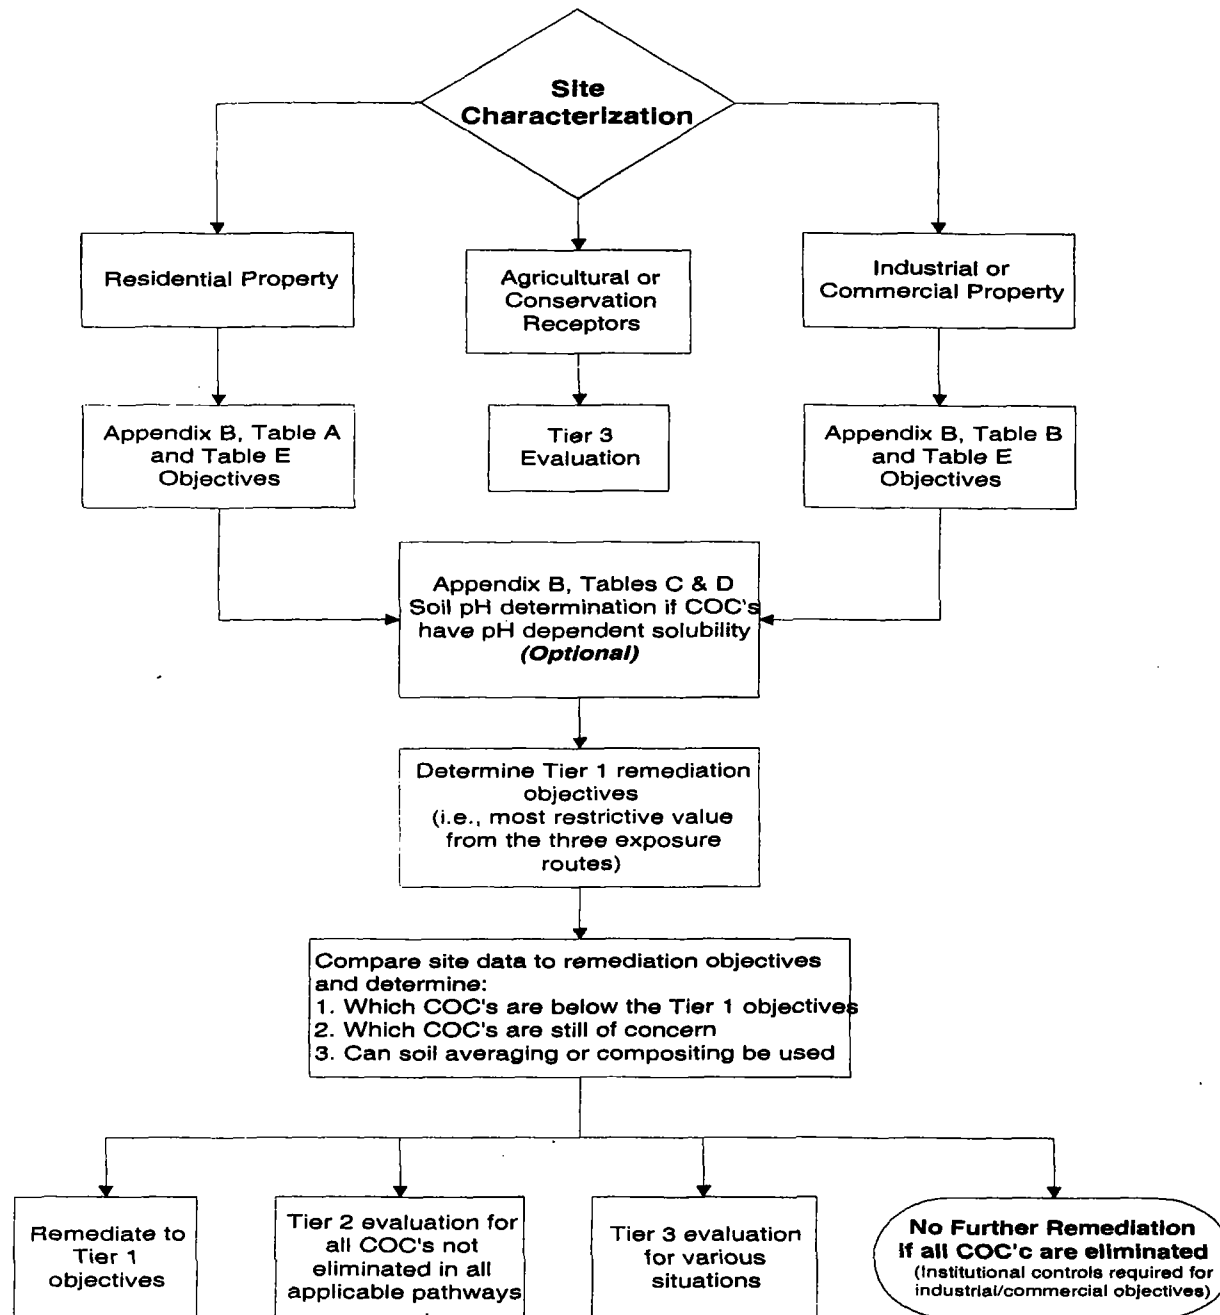 Site
Characterization
Residential Property
Agricultural or
Conservation
Receptors
Industrial or
Commercial Property
Appendix B, Table A
and Table E
Objectives
Tier 3
Evaluation
Appendix B, Table B
and Table E
Objectives
Appendix B, Tables C & D
Soil pH determination if COC's
have pH dependent solubility
(Optional)
Determine Tier 1 remediation
objectives
(i.e., most restrictive value
from the three exposure
routes)
Compare site data to remediation objectives
and determine:
1. Which COC's are below the Tier 1 objectives
2. Which COC's are still of concern
3. Can soil averaging or compositing be used
Remediate to
Tier 1
objectives
Tier 2 evaluation for
all COC's not
eliminated in all
applicable pathways
Tier 3 evaluation
for various
situations
No Further Remediation
if all COC'c are eliminated
(Institutional controls required for
industrial/commercial objectives)